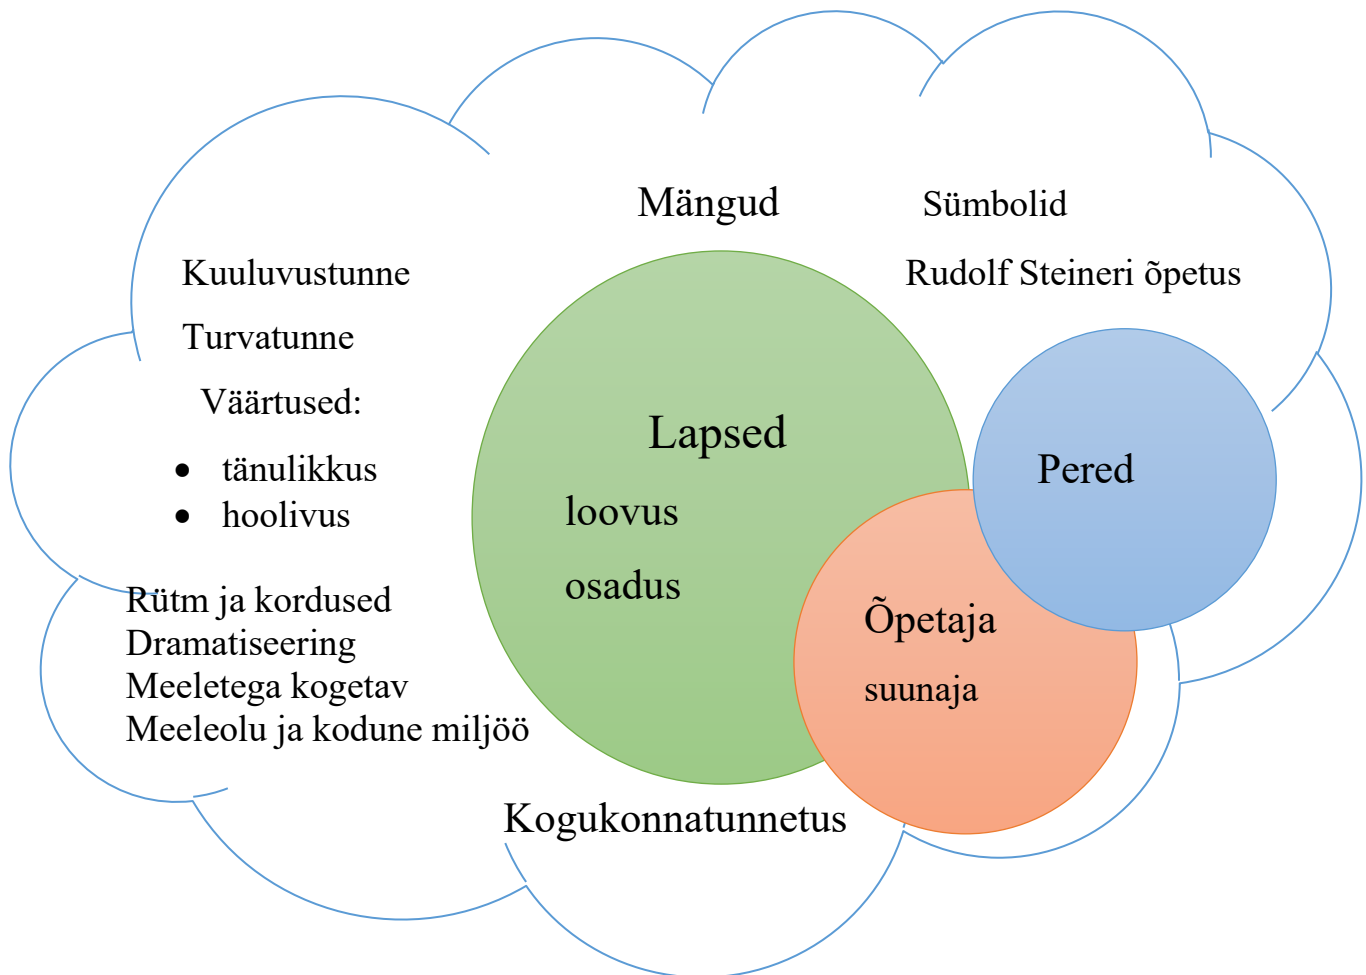 Mängud
Sümbolid
Rudolf Steineri õpetus
Kuuluvustunne
Turvatunne
Väärtused:
• tänulikkus
• hoolivus
Rütm ja kordused
Dramatiseering
Meeletega kogetav
Meeleolu ja kodune miljöö
Lapsed
loovus
osadus
Pered
Õpetaja
suunaja
Kogukonnatunnetus